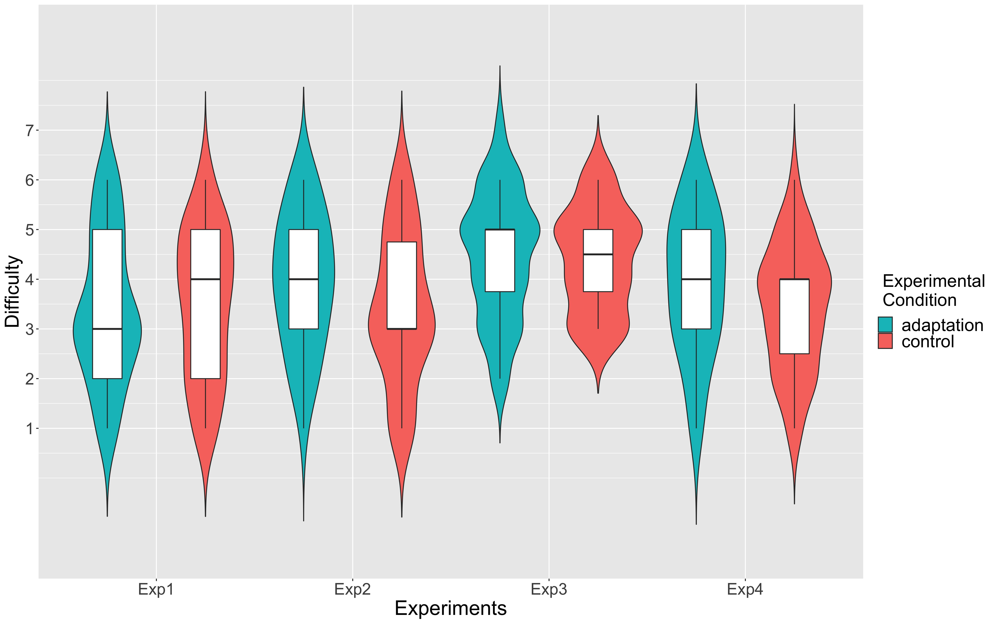 Difficulty
7
6
5
4
3
2
1
Exp1
Exp2
Exp3
Exp4
Experiments
Experimental
Condition
adaptation
control